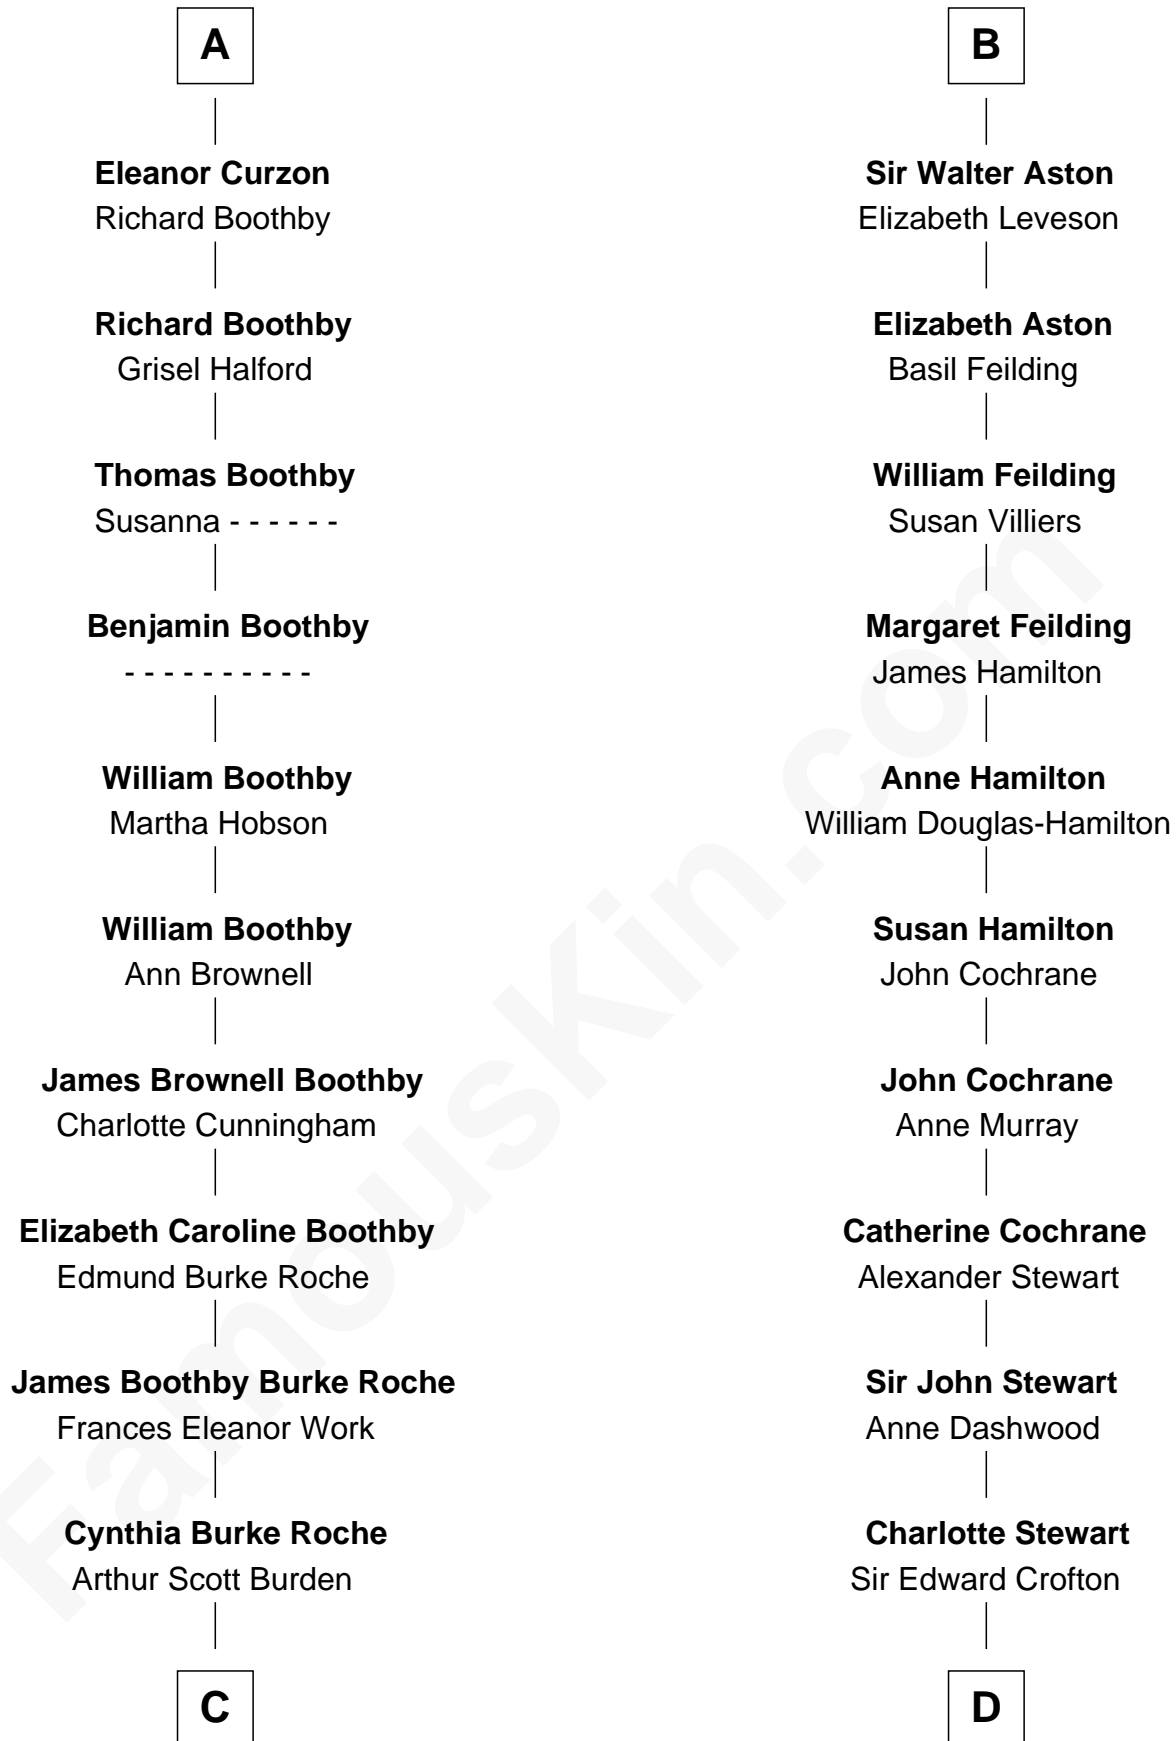 A
Eleanor Curzon
Richard Boothby
Richard Boothby
Grisel Halford
Thomas Boothby
Susanna - - - - - -
Benjamin Boothby
- - - - - - - - - -
William Boothby
Martha Hobson
William Boothby
Ann Brownell
James Brownell Boothby
Charlotte Cunningham
Elizabeth Caroline Boothby
Edmund Burke Roche
James Boothby Burke Roche
Frances Eleanor Work
Cynthia Burke Roche
Arthur Scott Burden
C
B
Sir Walter Aston
Elizabeth Leveson
Elizabeth Aston
Basil Feilding
William Feilding
Susan Villiers
Margaret Feilding
James Hamilton
Anne Hamilton
William Douglas-Hamilton
Susan Hamilton
John Cochrane
John Cochrane
Anne Murray
Catherine Cochrane
Alexander Stewart
Sir John Stewart
Anne Dashwood
Charlotte Stewart
Sir Edward Crofton
D
FamousKin.com